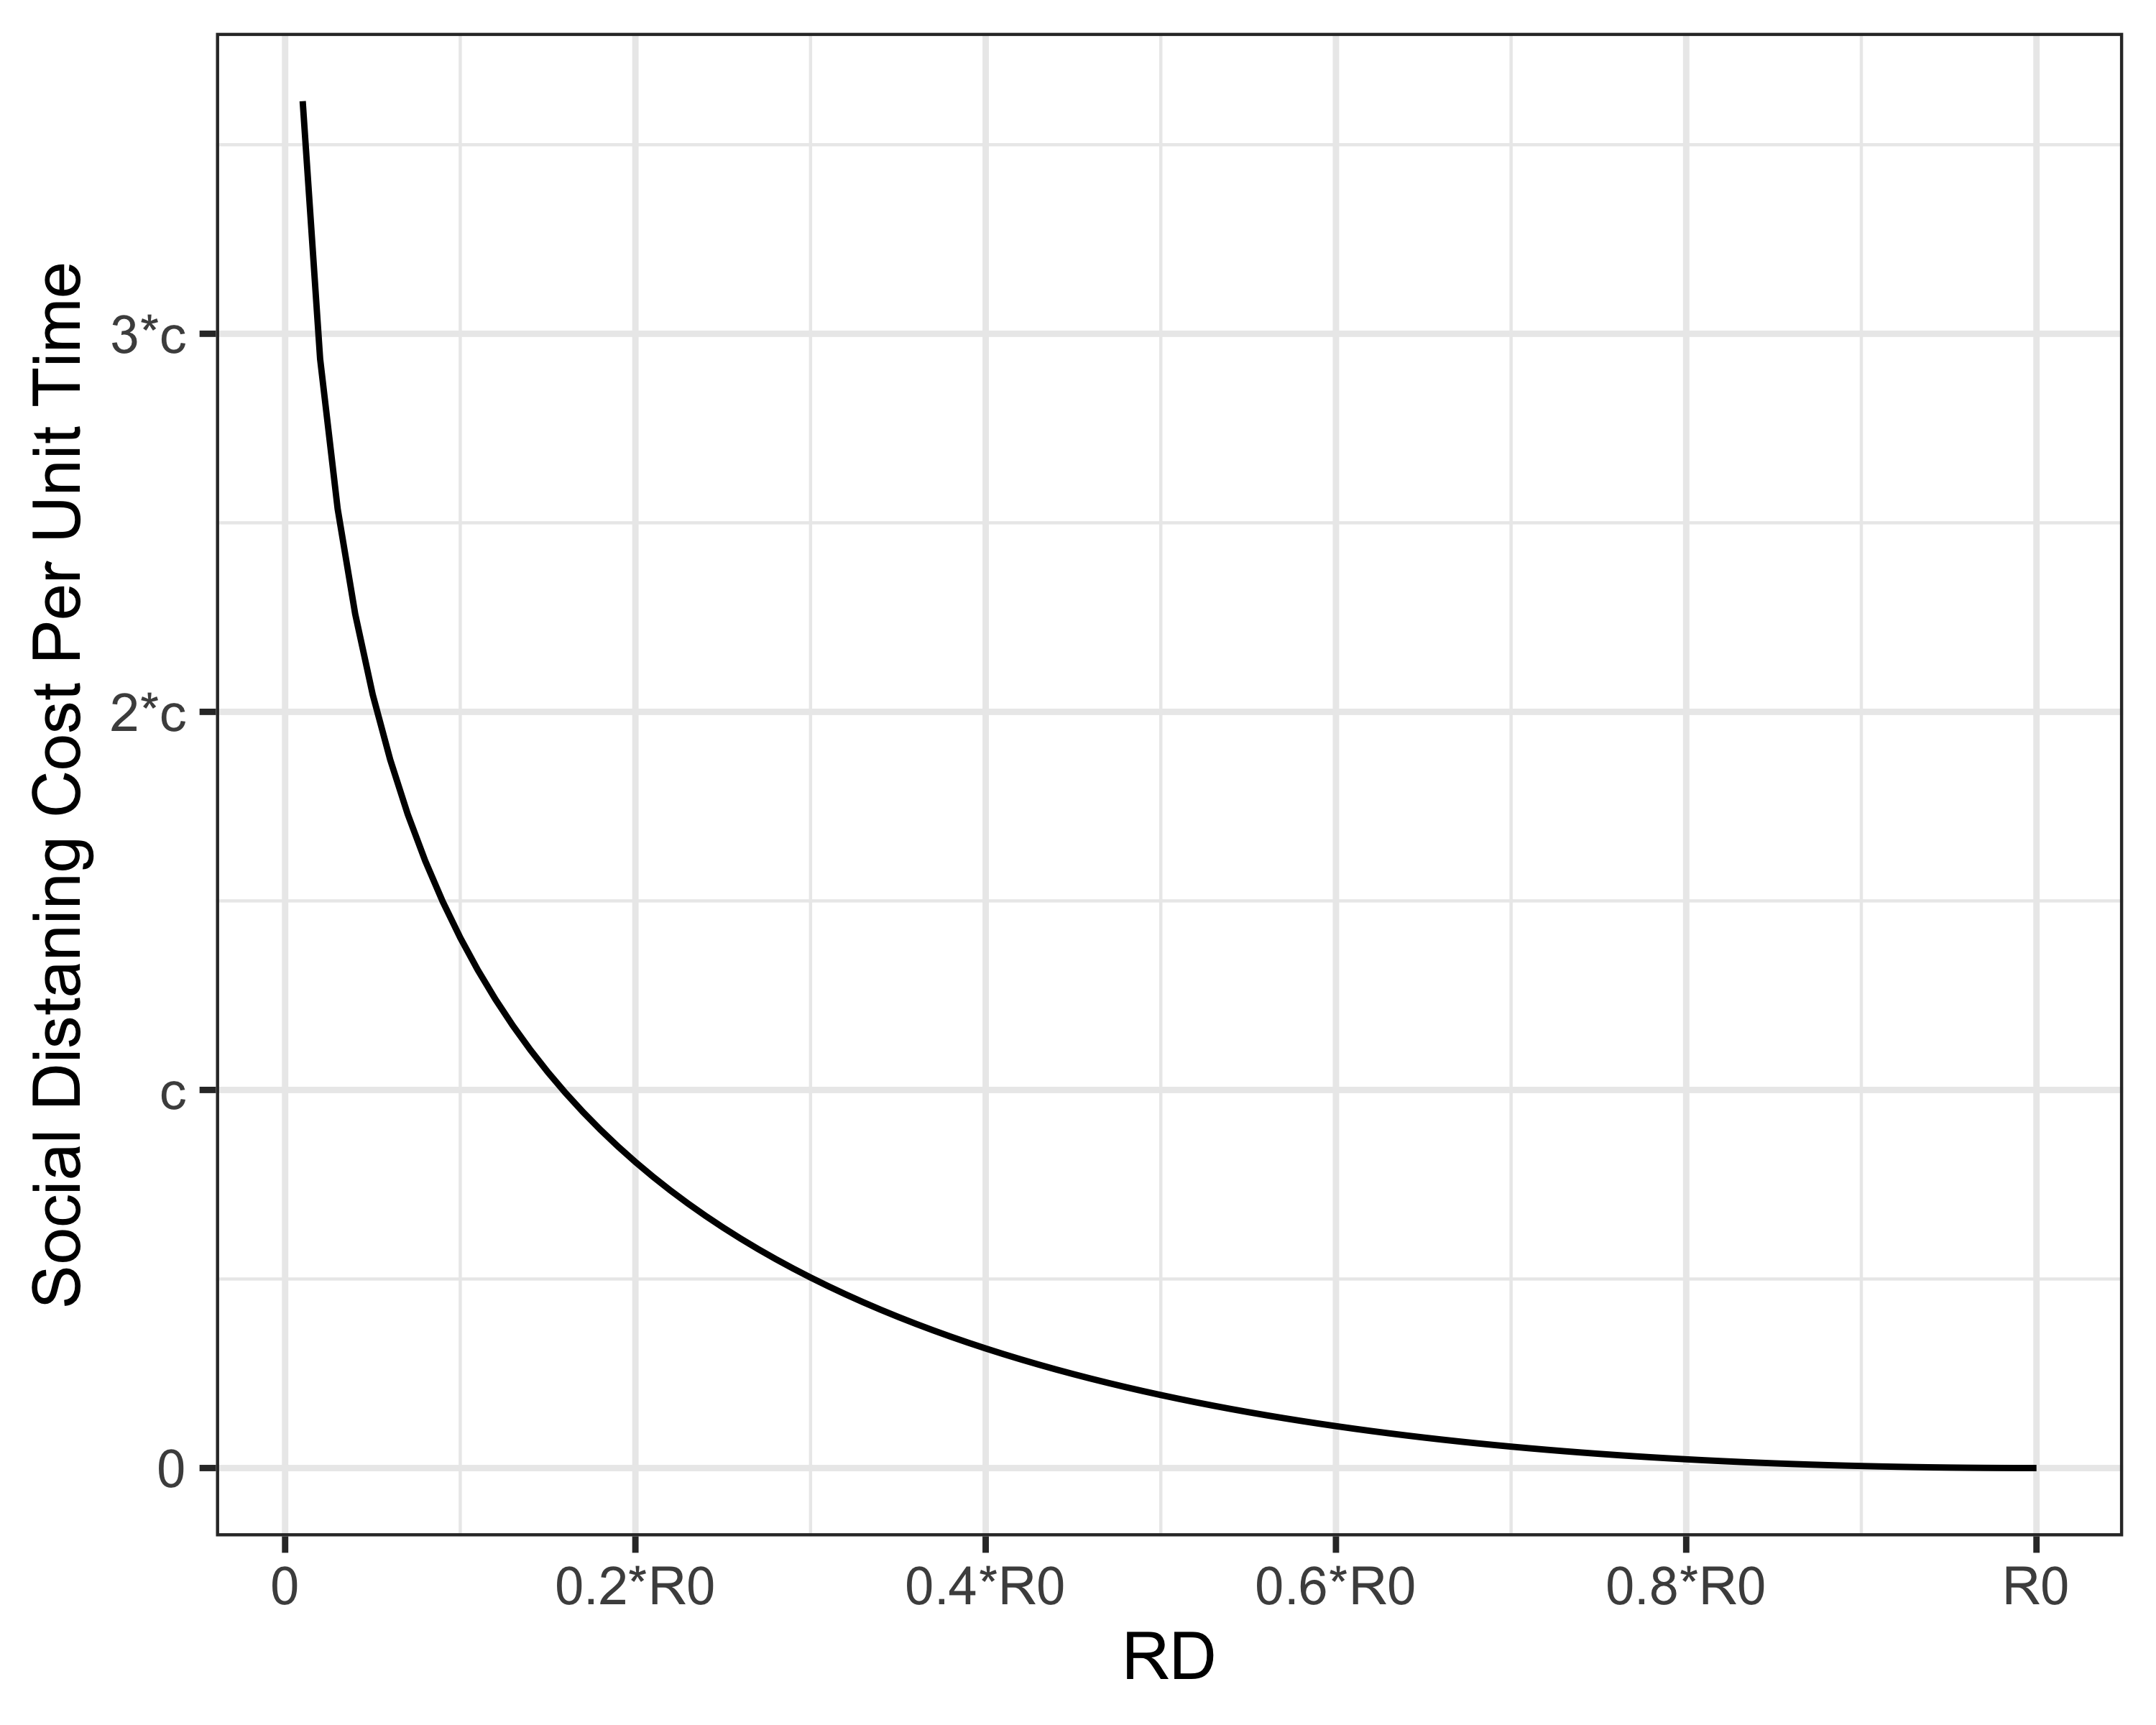 Social Distaning Cost Per Unit Time
3*c
2*c
c
0
0 0.2*R0 0.4*R0 0.6*R0 0.8*R0 R0
RD